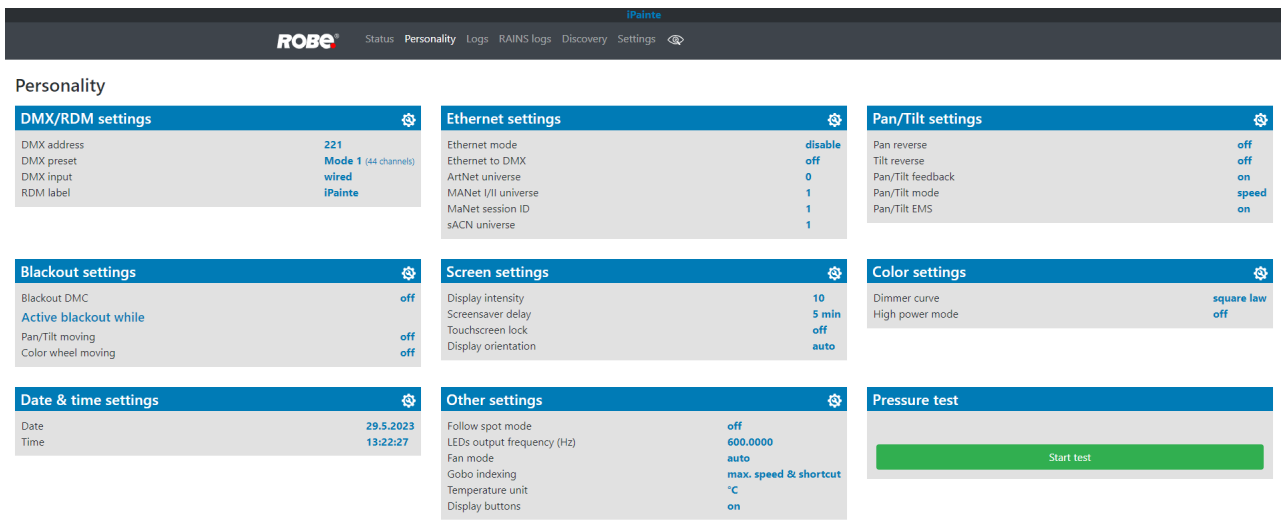 iPainte
ROBE® Status Personality Logs RAINS logs Discovery Settings
Personality
DMX/RDM settings
DMX address 221
DMX preset Mode 1 (44 channels)
DMX input wired
RDM label iPainte
Ethernet settings
Ethernet mode disable
Ethernet to DMX off
ArtNet universe 0
MANet I/II universe 1
MaNet session ID 1
sACN universe 1
Pan/Tilt settings
Pan reverse off
Tilt reverse off
Pan/Tilt feedback on
Pan/Tilt mode speed
Pan/Tilt EMS on
Blackout settings
Blackout DMC off
Active blackout while
Pan/Tilt moving off
Color wheel moving off
Screen settings
Display intensity 10
Screensaver delay 5 min
Touchscreen lock off
Display orientation auto
Color settings
Dimmer curve square law
High power mode off
Date & time settings
Date 29.5.2023
Time 13:22:27
Other settings
Follow spot mode off
LEDs output frequency (Hz) 600.0000
Fan mode auto
Gobo indexing max. speed & shortcut
Temperature unit °C
Display buttons on
Pressure test
Start test